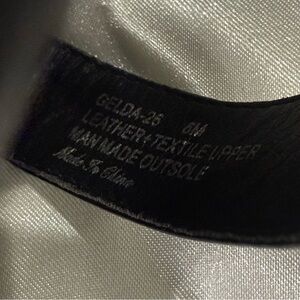 GELDA-26 6M
LEATHER+TEXTILE UPPER
MAN MADE OUTSOLE
Made In China